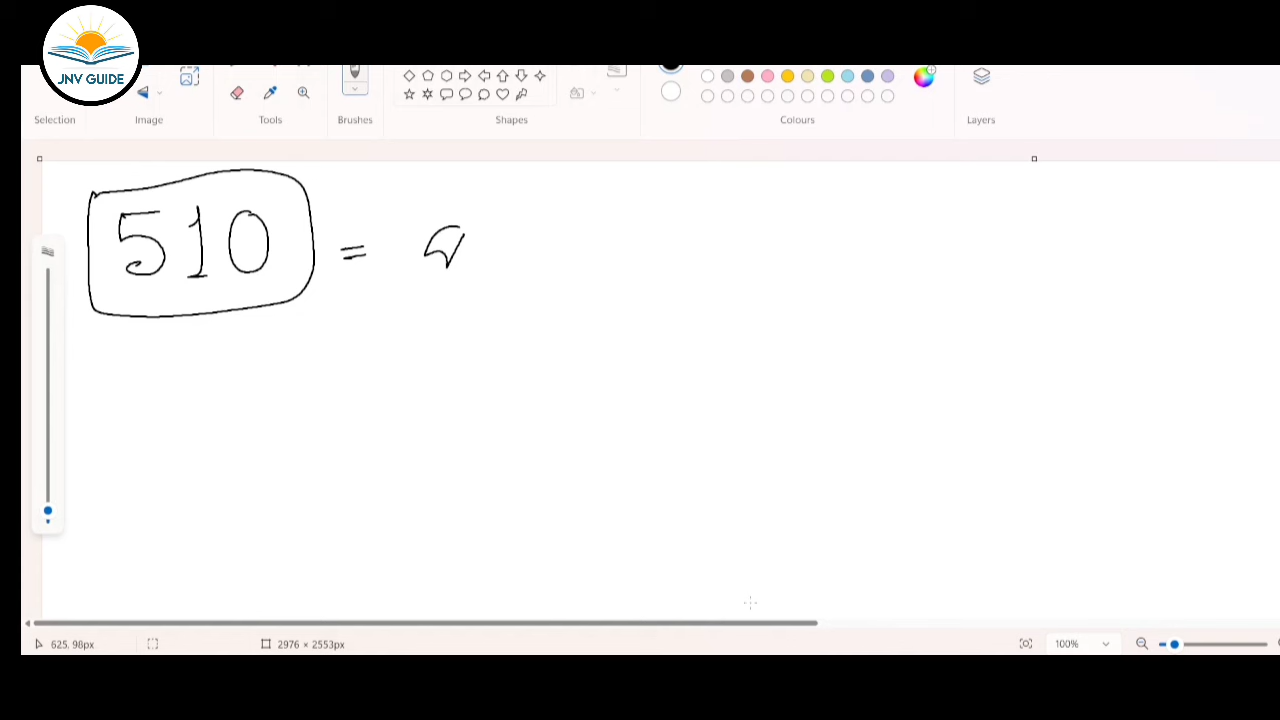 JNV GUIDE
Selection Image Tools Brushes Shapes Colours Layers
510 =
625, 98px 2976 × 2553px 100%